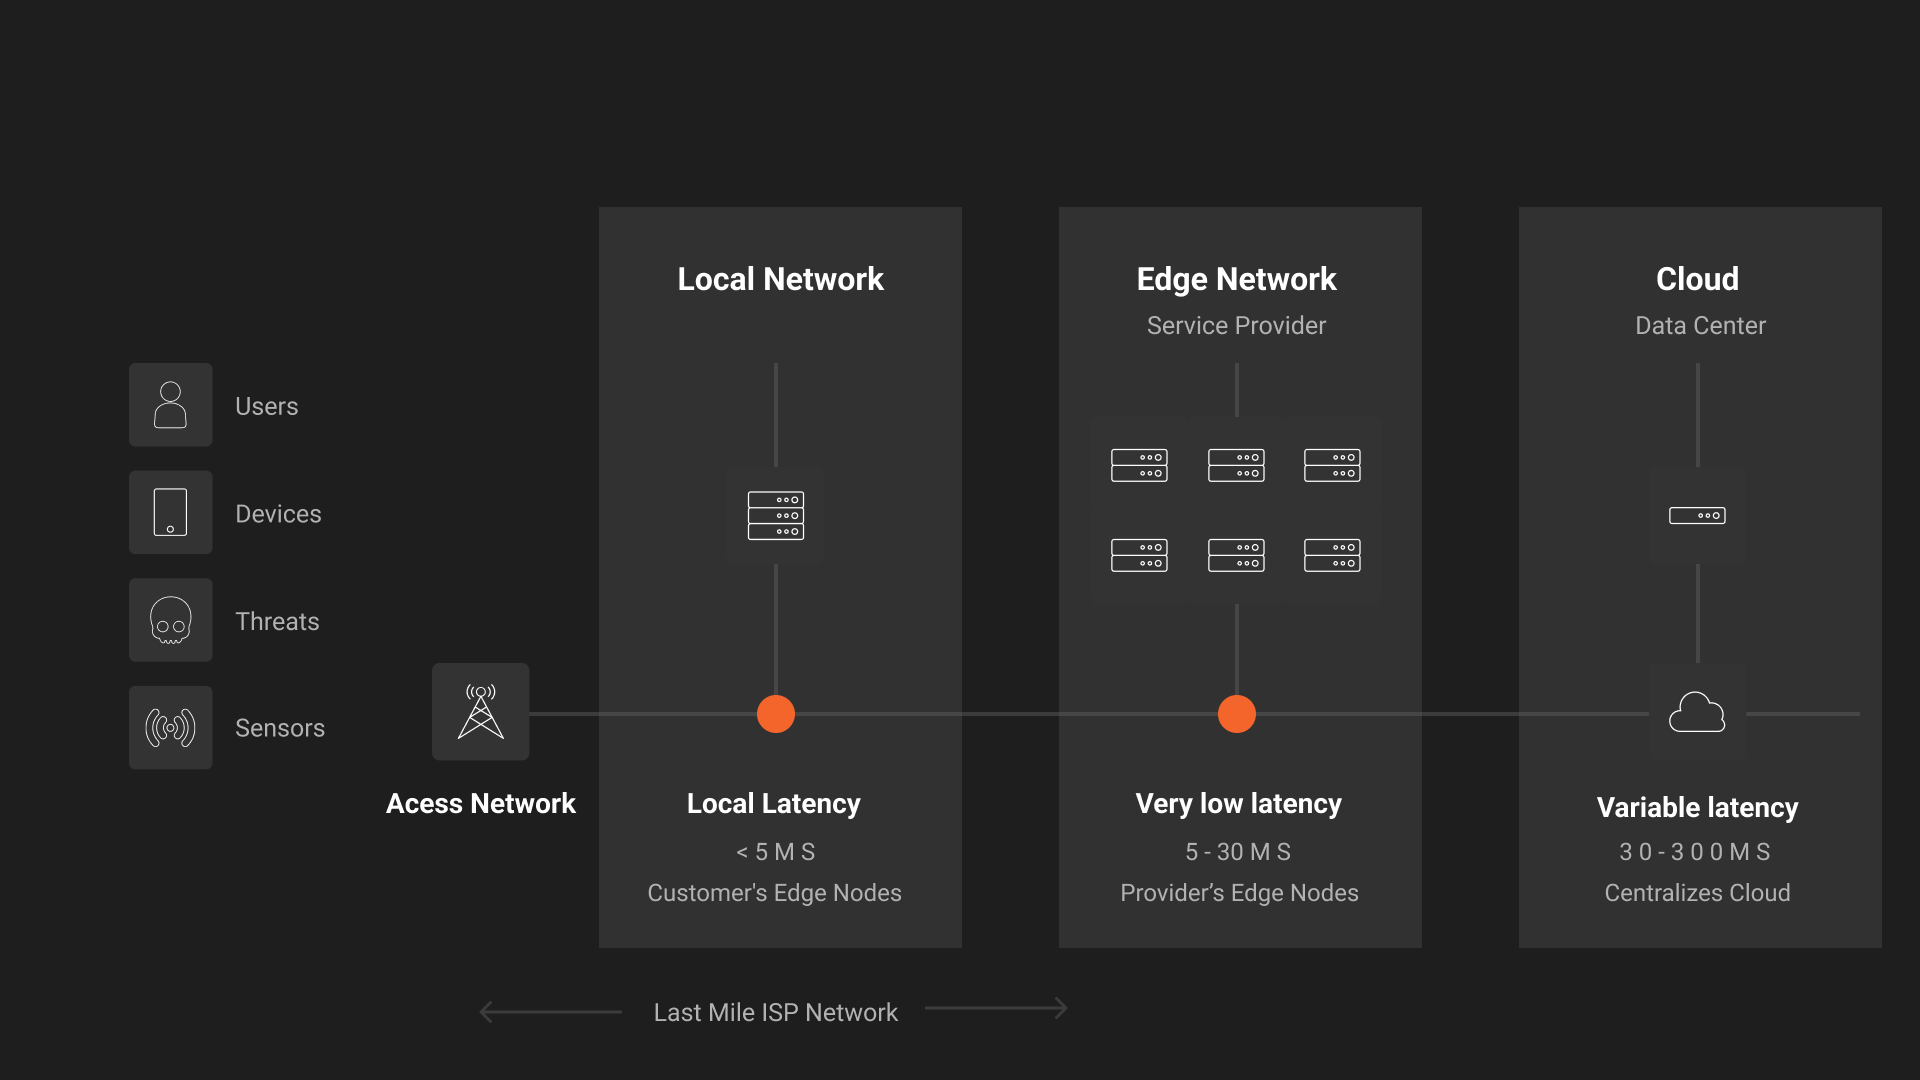 Local Network
Edge Network
Service Provider
Cloud
Data Center
Users
Devices
Threats
Sensors
Acess Network
Local Latency
< 5 M S
Customer's Edge Nodes
Very low latency
5 - 30 M S
Provider’s Edge Nodes
Variable latency
3 0 - 3 0 0 M S
Centralizes Cloud
Last Mile ISP Network